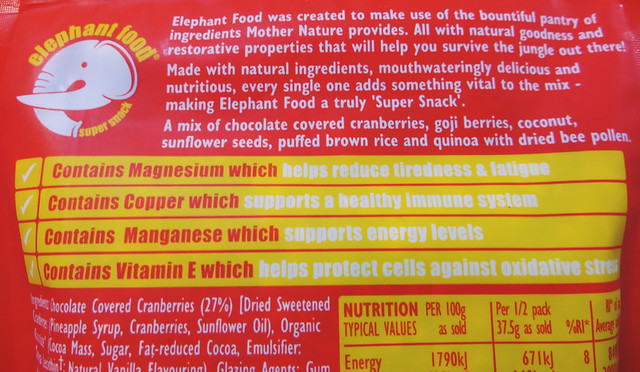 elephant food®
super snack
Elephant Food was created to make use of the bountiful pantry of
ingredients Mother Nature provides. All with natural goodness and
restorative properties that will help you survive the jungle out there!
Made with natural ingredients, mouthwateringly delicious and
nutritious, every single one adds something vital to the mix -
making Elephant Food a truly 'Super Snack'.
A mix of chocolate covered cranberries, goji berries, coconut,
sunflower seeds, puffed brown rice and quinoa with dried bee pollen.
Contains Magnesium which helps reduce tiredness & fatigue
Contains Copper which supports a healthy immune system
Contains Manganese which supports energy levels
Contains Vitamin E which helps protect cells against oxidative stres
Chocolate Covered Cranberries (27%) [Dried Sweetened
(Pineapple Syrup, Cranberries, Sunflower Oil), Organic
(Cocoa Mass, Sugar, Fat-reduced Cocoa, Emulsifier:
Natural Vanilla Flavouring), Glazing Agents: Gum
NUTRITION PER 100g Per 1/2 pack
TYPICAL VALUES as sold 37.5g as sold %RI* Average
Energy 1790kJ 671kJ 8